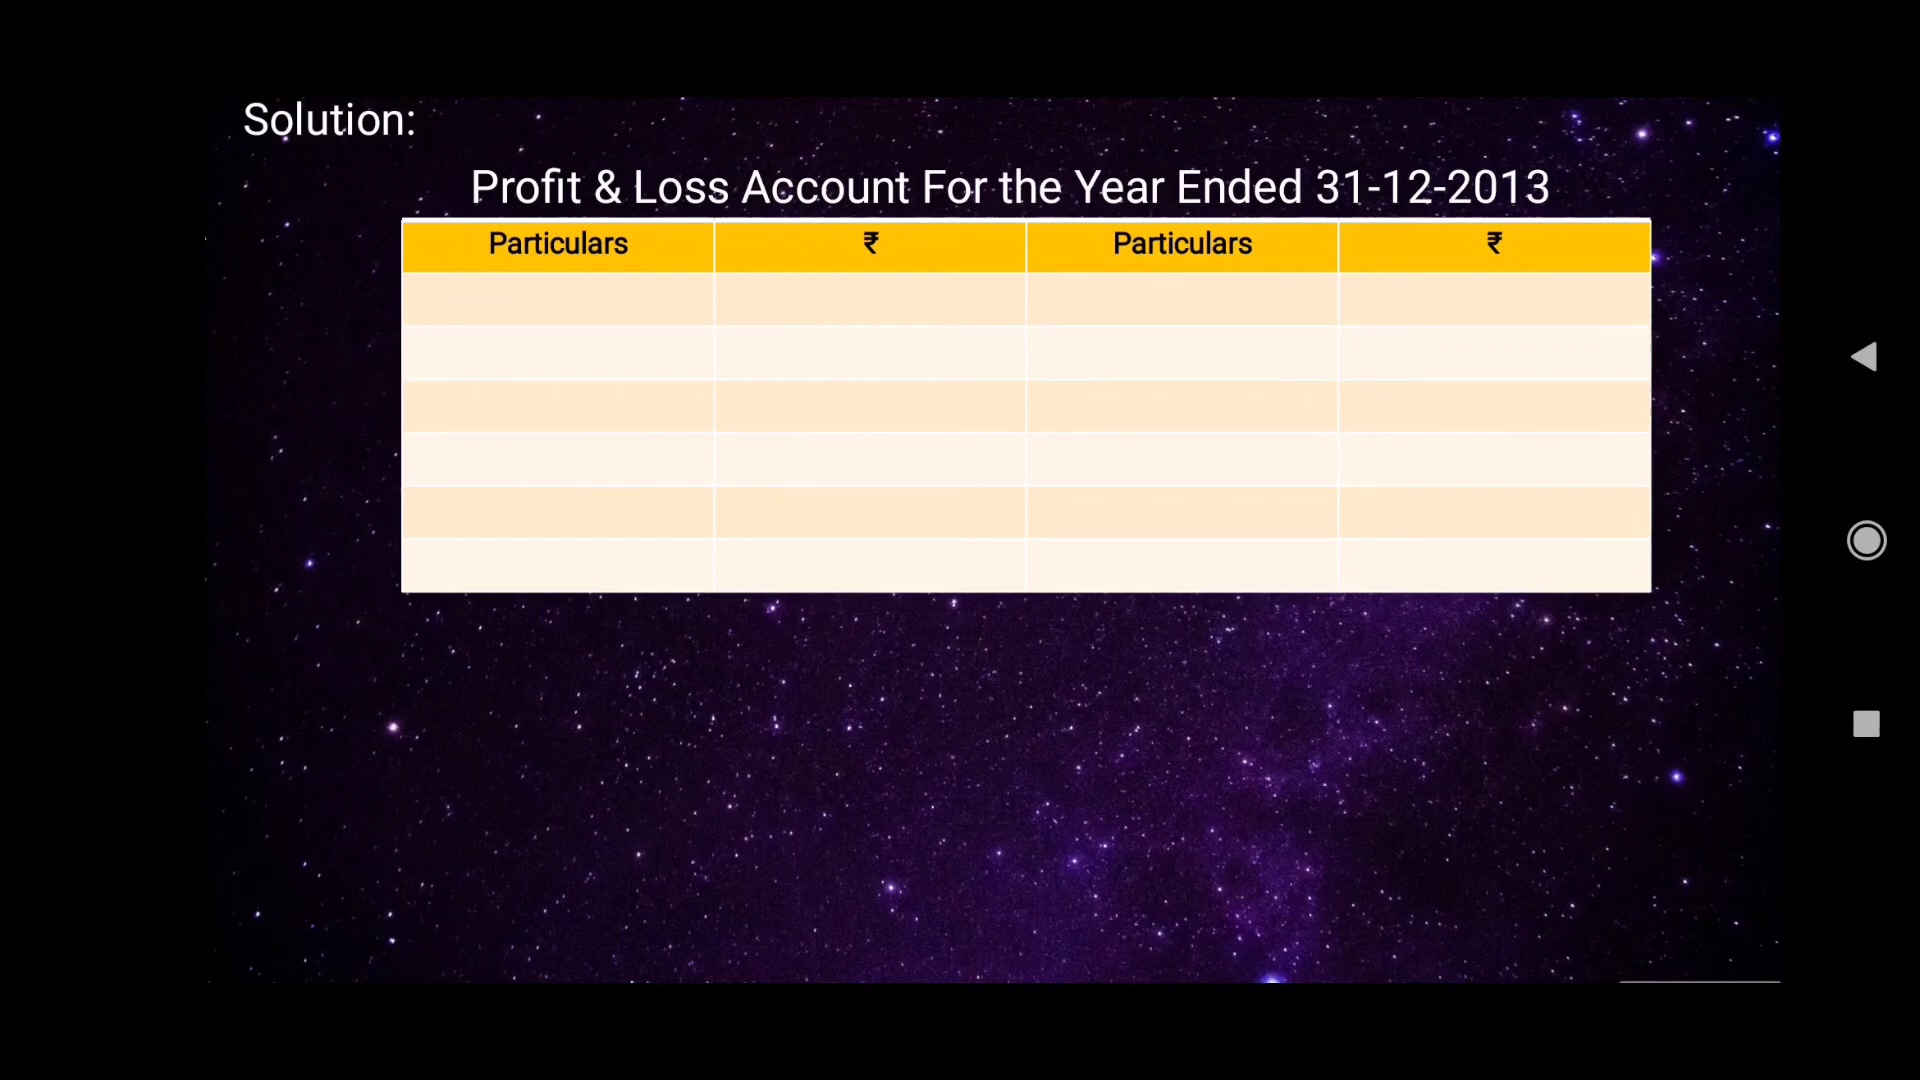 Solution:
Profit & Loss Account For the Year Ended 31-12-2013
Particulars ₹ Particulars ₹